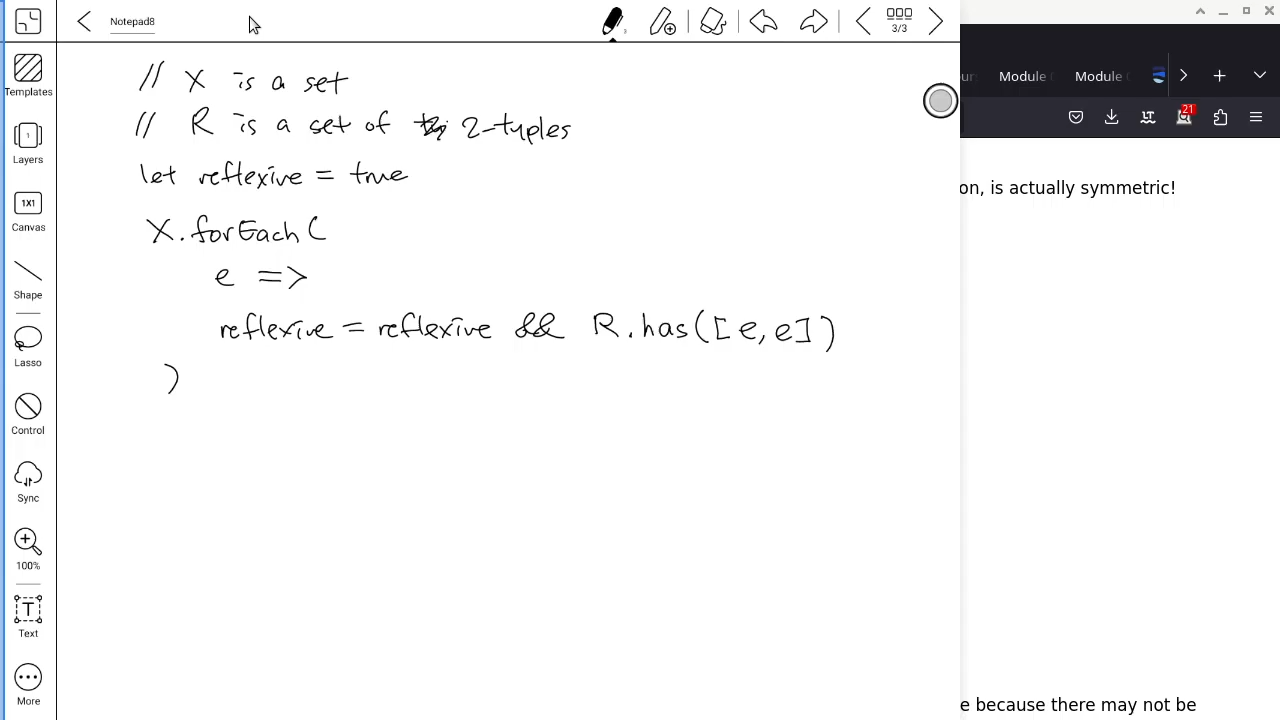 Notepad8
3/3
Templates
Layers
Canvas
Shape
Lasso
Control
Sync
100%
Text
More
1
1X1
T
// X is a set
// R is a set of 2-tuples
let reflexive = true
X.forEach(
e =>
reflexive = reflexive && R.has([e,e])
)
Module
Module
21
on, is actually symmetric!
e because there may not be